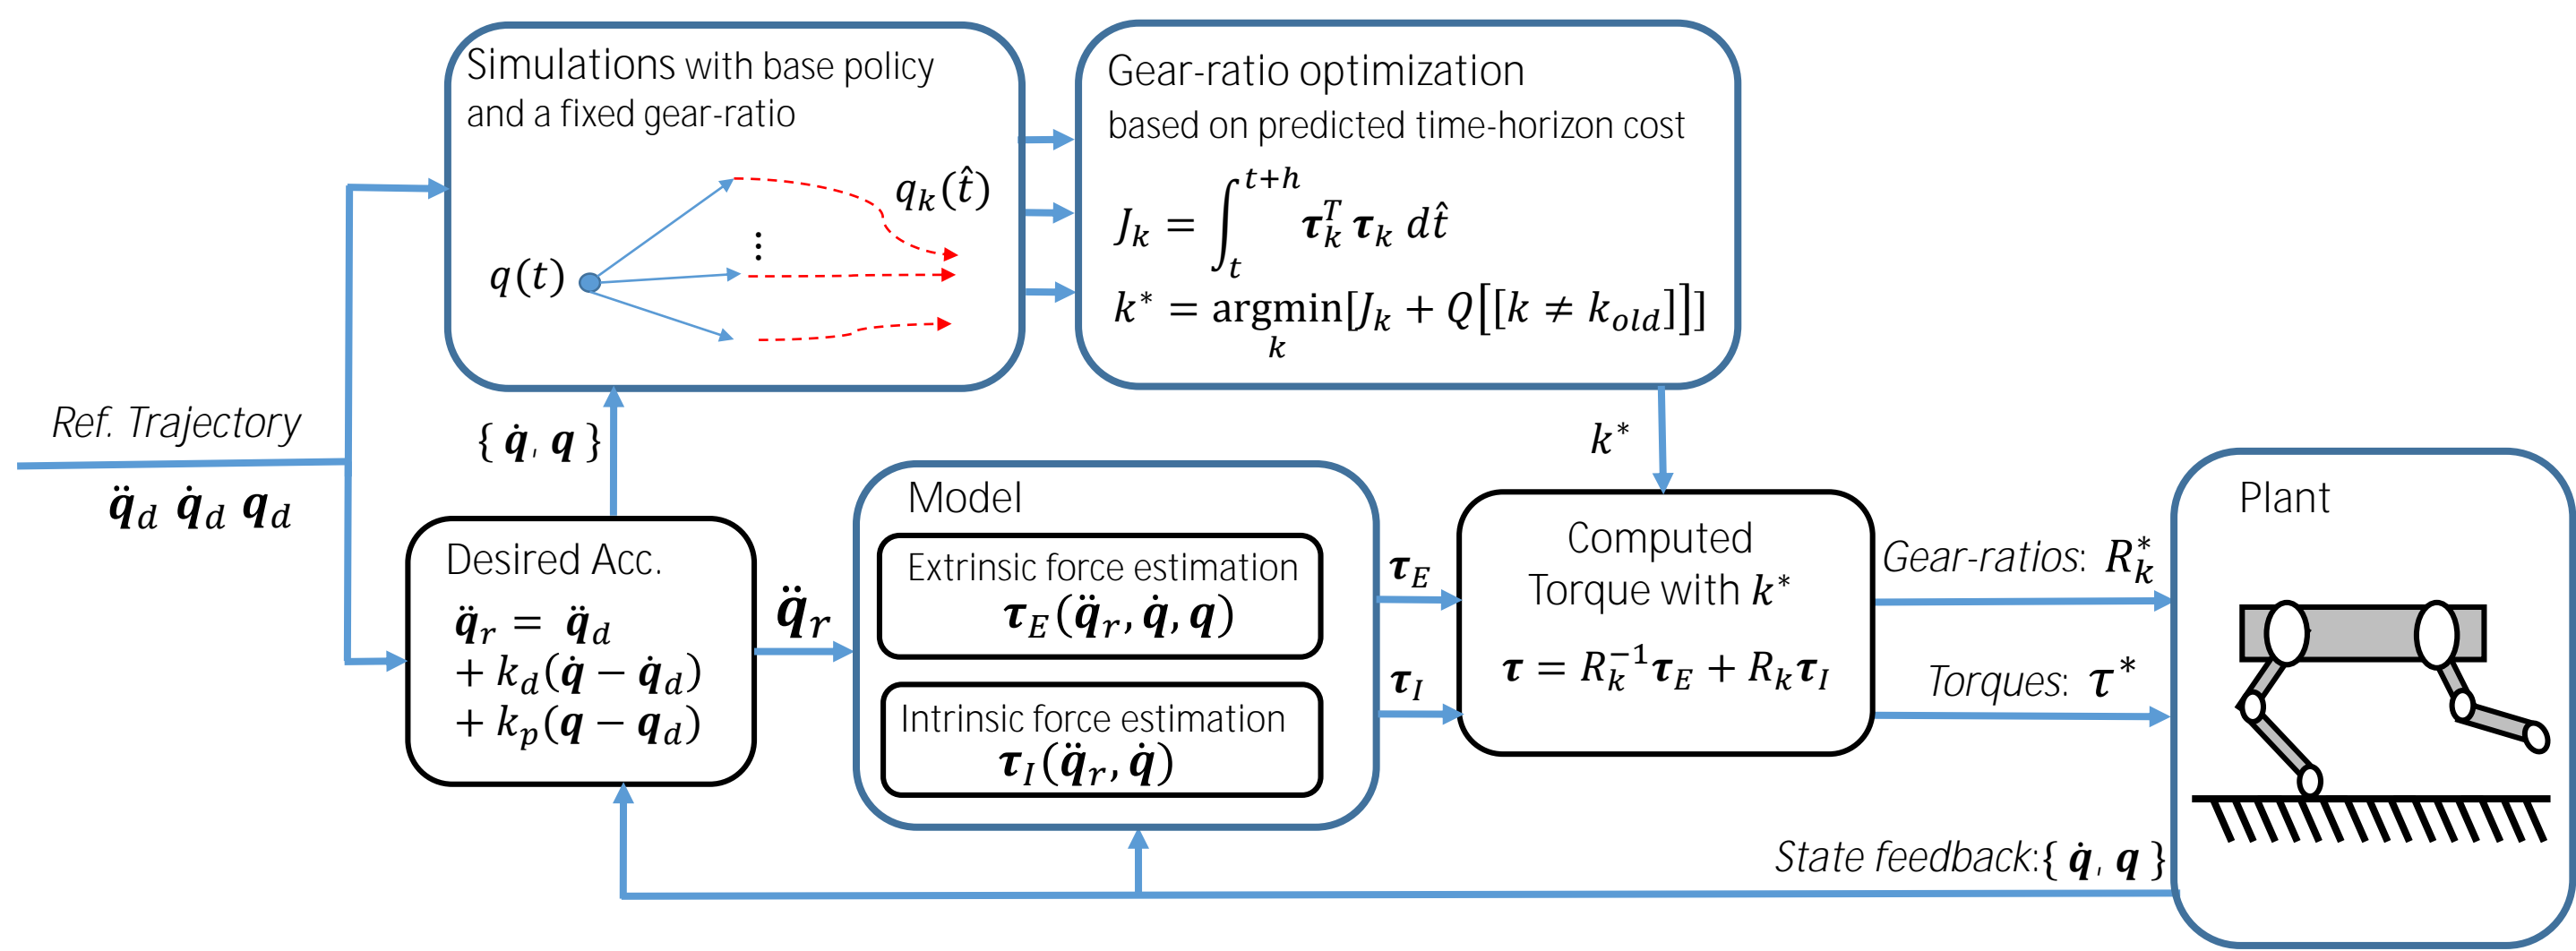 Simulations with base policy
and a fixed gear-ratio
q(t)
⋮
q_k(t̂)
Gear-ratio optimization
based on predicted time-horizon cost
J_k = ∫_t^{t+h} τ_k^T τ_k dt̂
k* = argmin_k[J_k + Q[[k ≠ k_old]]]
Ref. Trajectory
q̈_d q̇_d q_d
{ q̇, q }
k*
Desired Acc.
q̈_r = q̈_d
+ k_d(q̇ − q̇_d)
+ k_p(q − q_d)
q̈_r
Model
Extrinsic force estimation
τ_E(q̈_r, q̇, q)
Intrinsic force estimation
τ_I(q̈_r, q̇)
τ_E
τ_I
Computed
Torque with k*
τ = R_k^{−1}τ_E + R_kτ_I
Gear-ratios: R_k^*
Torques: τ*
Plant
State feedback:{ q̇, q }